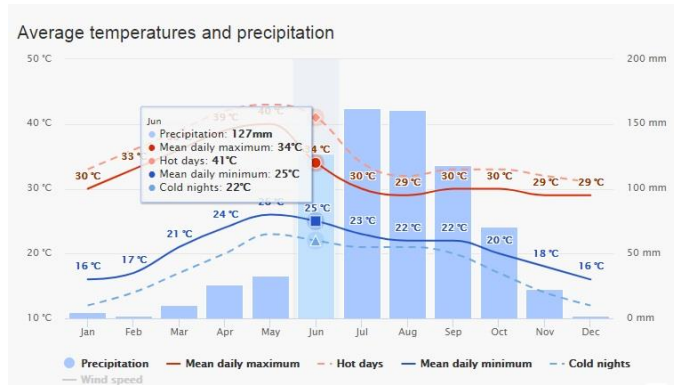 Average temperatures and precipitation
50 °C
200 mm
40 °C
150 mm
30 °C
100 mm
20 °C
50 mm
10 °C
0 mm
Jun
Precipitation: 127mm
Mean daily maximum: 34°C
Hot days: 41°C
Mean daily minimum: 25°C
Cold nights: 22°C
30 °C
33
39 °C
40 °C
30 °C
29 °C
30 °C
30 °C
29 °C
29 °C
16 °C
17 °C
21 °C
24 °C
25 °C
23 °C
22 °C
22 °C
20 °C
18 °C
16 °C
Jan Feb Mar Apr May Jun Jul Aug Sep Oct Nov Dec
Precipitation Mean daily maximum Hot days Mean daily minimum Cold nights
Wind speed